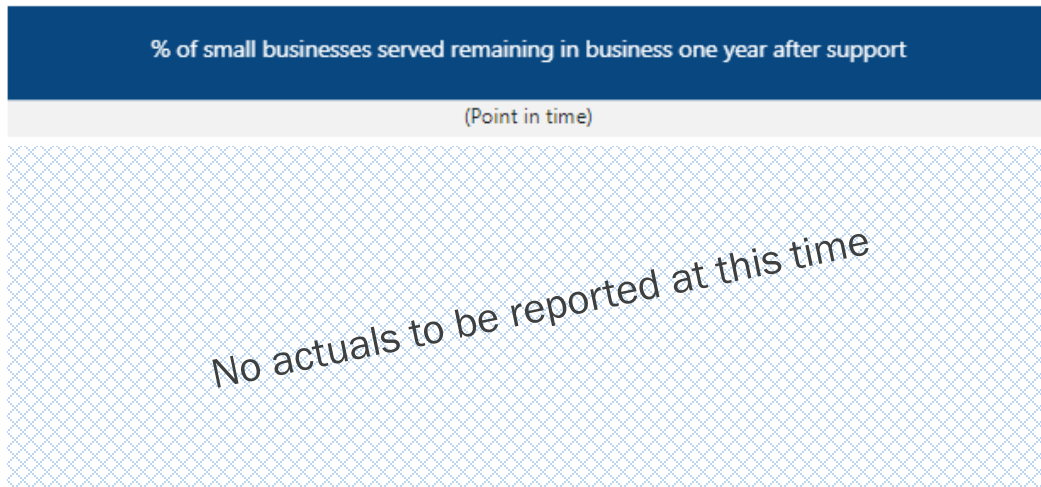 % of small businesses served remaining in business one year after support
(Point in time)
No actuals to be reported at this time